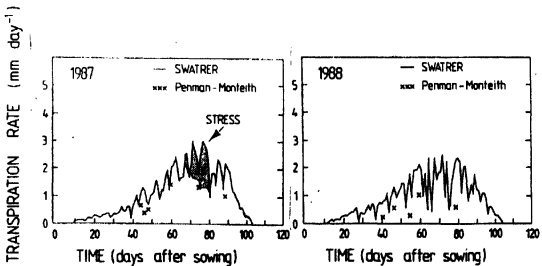 TRANSPIRATION RATE (mm day⁻¹)
1987
— SWATRER
××× Penman-Monteith
STRESS
5
4
3
2
1
0
0 20 40 60 80 100 120
TIME (days after sowing)
1988
— SWATRER
××× Penman-Monteith
5
4
3
2
1
0
0 20 40 60 80 100 120
TIME (days after sowing)